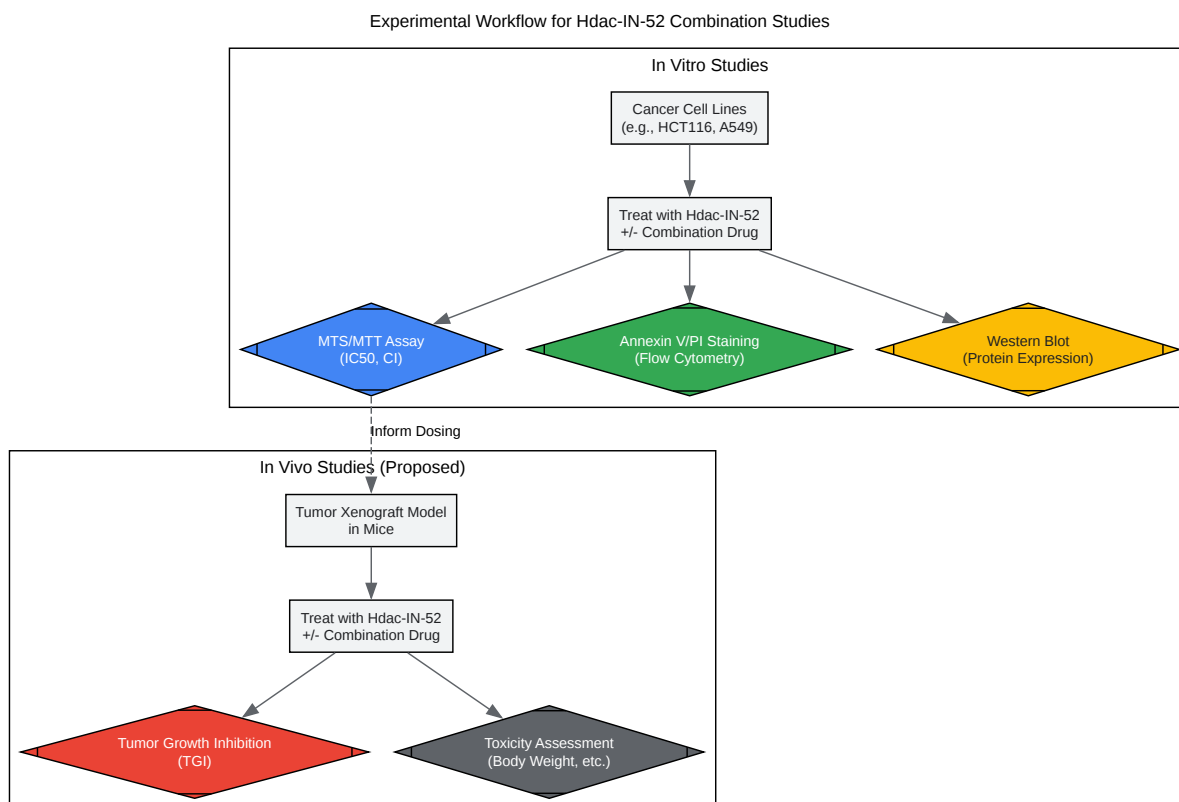 Experimental Workflow for Hdac-IN-52 Combination Studies
In Vitro Studies
Cancer Cell Lines
(e.g., HCT116, A549)
Treat with Hdac-IN-52
+/- Combination Drug
MTS/MTT Assay
(IC50, CI)
Annexin V/PI Staining
(Flow Cytometry)
Western Blot
(Protein Expression)
Inform Dosing
In Vivo Studies (Proposed)
Tumor Xenograft Model
in Mice
Treat with Hdac-IN-52
+/- Combination Drug
Tumor Growth Inhibition
(TGI)
Toxicity Assessment
(Body Weight, etc.)